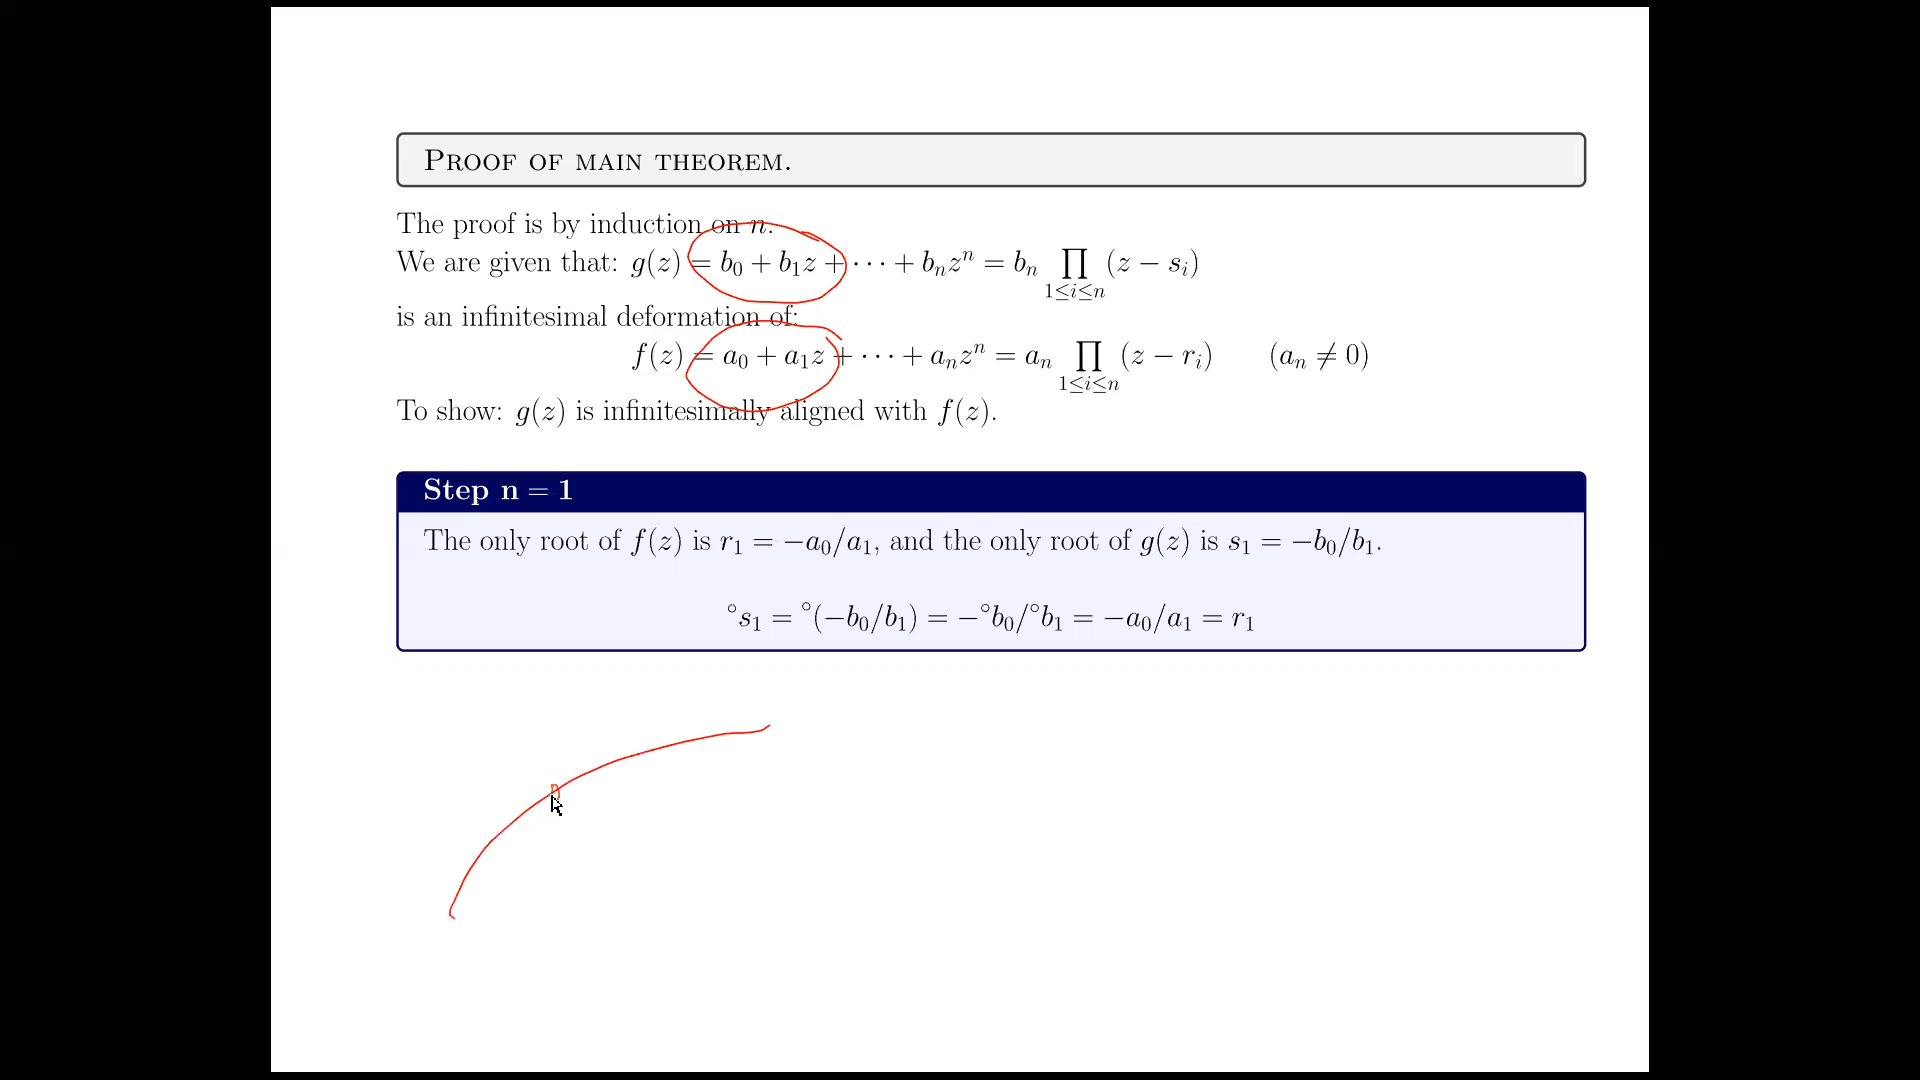 PROOF OF MAIN THEOREM.
The proof is by induction on n.
We are given that: g(z) = b₀ + b₁z + ⋯ + bₙzⁿ = bₙ ∏ (z − sᵢ)
1≤i≤n
is an infinitesimal deformation of:
f(z) = a₀ + a₁z + ⋯ + aₙzⁿ = aₙ ∏ (z − rᵢ) (aₙ ≠ 0)
1≤i≤n
To show: g(z) is infinitesimally aligned with f(z).
Step n = 1
The only root of f(z) is r₁ = −a₀/a₁, and the only root of g(z) is s₁ = −b₀/b₁.
°s₁ = °(−b₀/b₁) = −°b₀/°b₁ = −a₀/a₁ = r₁